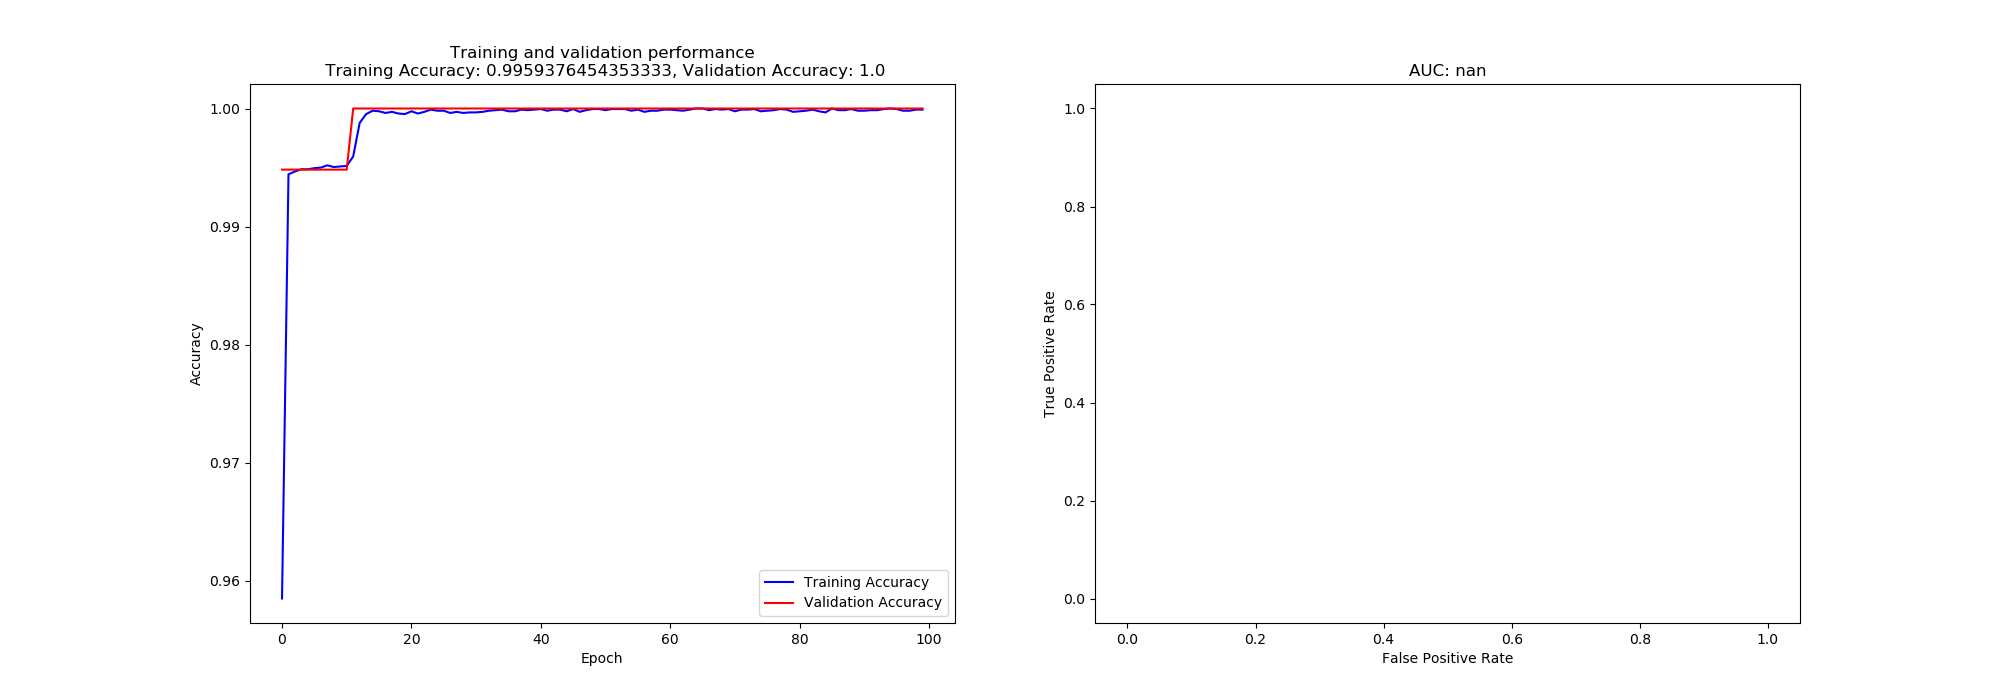 Training and validation performance
Training Accuracy: 0.9959376454353333, Validation Accuracy: 1.0
1.00
0.99
0.98
0.97
0.96
Accuracy
0
20
40
60
80
100
Epoch
Training Accuracy
Validation Accuracy
AUC: nan
1.0
0.8
0.6
0.4
0.2
0.0
True Positive Rate
0.0
0.2
0.4
0.6
0.8
1.0
False Positive Rate